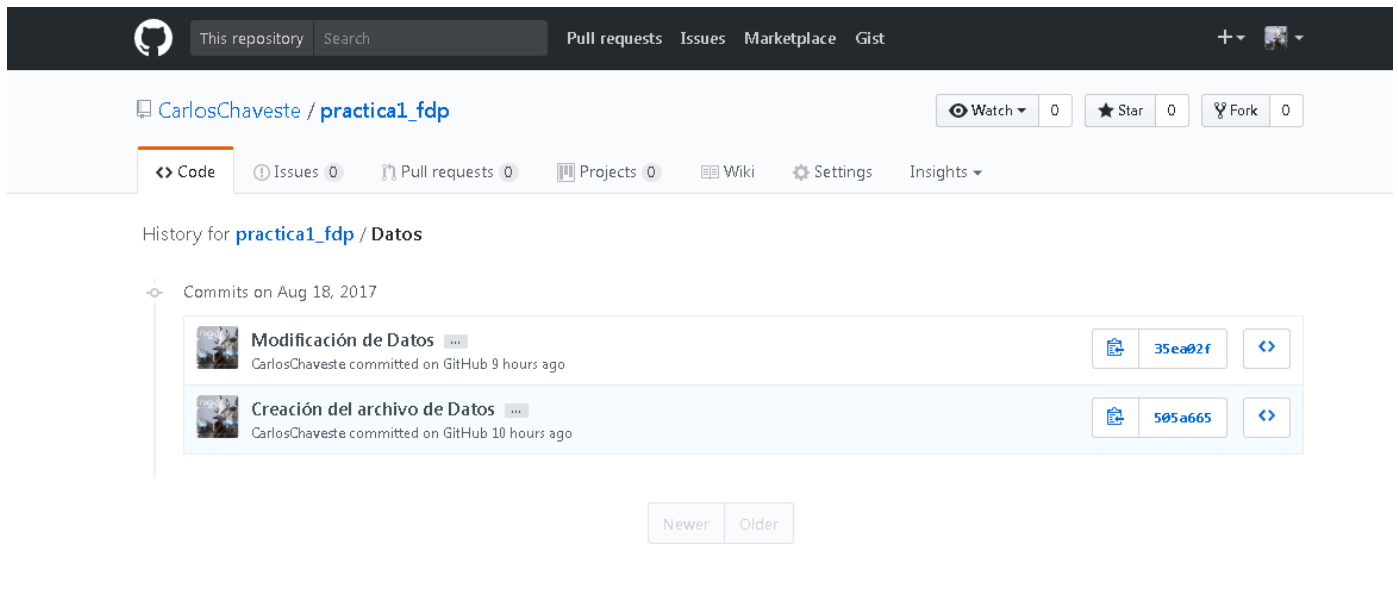 This repository Search Pull requests Issues Marketplace Gist
CarlosChaveste / practica1_fdp Watch 0 Star 0 Fork 0
Code Issues 0 Pull requests 0 Projects 0 Wiki Settings Insights
History for practica1_fdp / Datos
Commits on Aug 18, 2017
Modificación de Datos ...
35ea02f
CarlosChaveste committed on GitHub 9 hours ago
Creación del archivo de Datos ...
505a665
CarlosChaveste committed on GitHub 10 hours ago
Newer Older